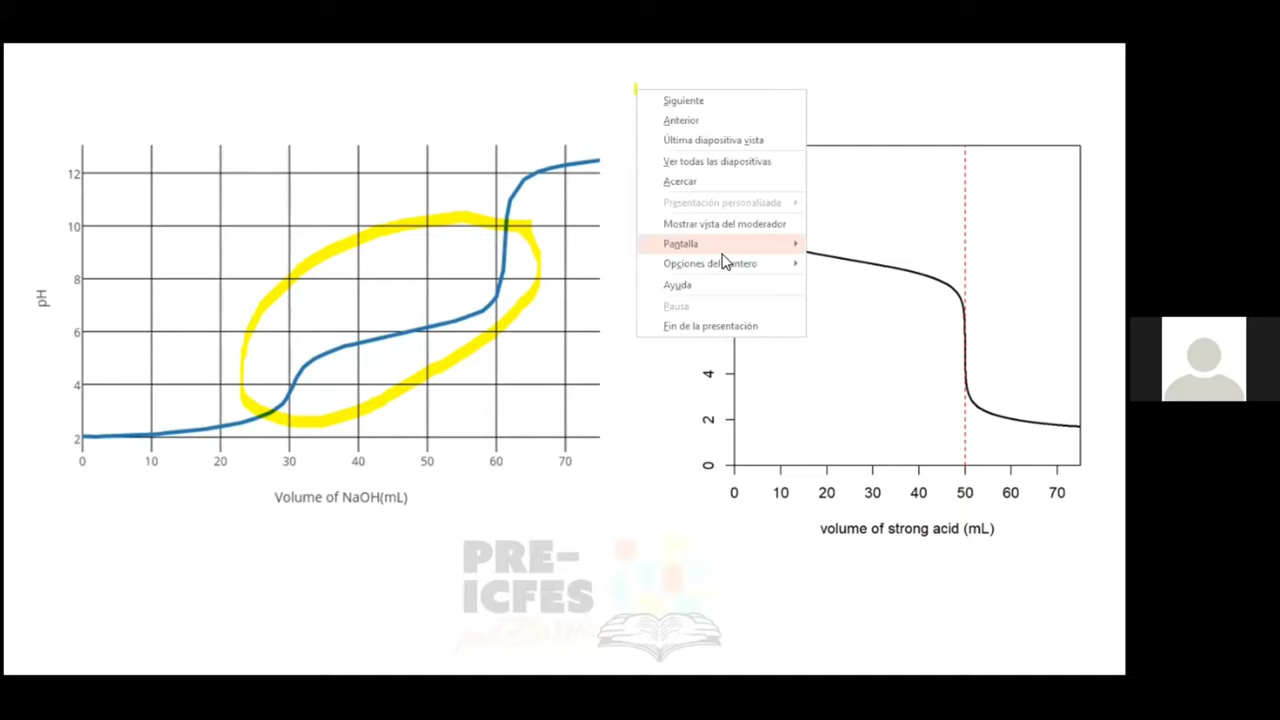 Siguiente
Anterior
Última diapositiva vista
Ver todas las diapositivas
Acercar
Presentación personalizada
Mostrar vista del moderador
Pantalla
Opciones del
Ayuda
Pausa
Fin de la presentación
12
10
8
6
4
2
pH
0 10 20 30 40 50 60 70
Volume of NaOH(mL)
4
2
0
0 10 20 30 40 50 60 70
volume of strong acid (mL)
PRE-
ICFES